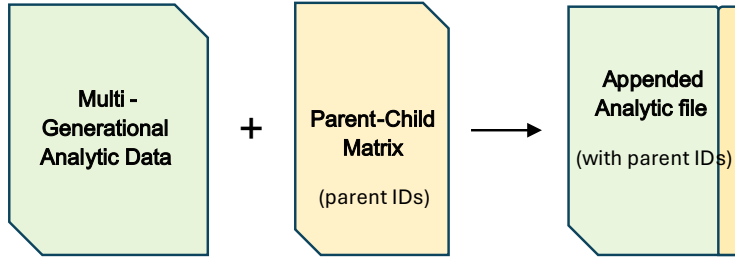 Multi -
Generational
Analytic Data
+
Parent-Child
Matrix
(parent IDs)
Appended
Analytic file
(with parent IDs)